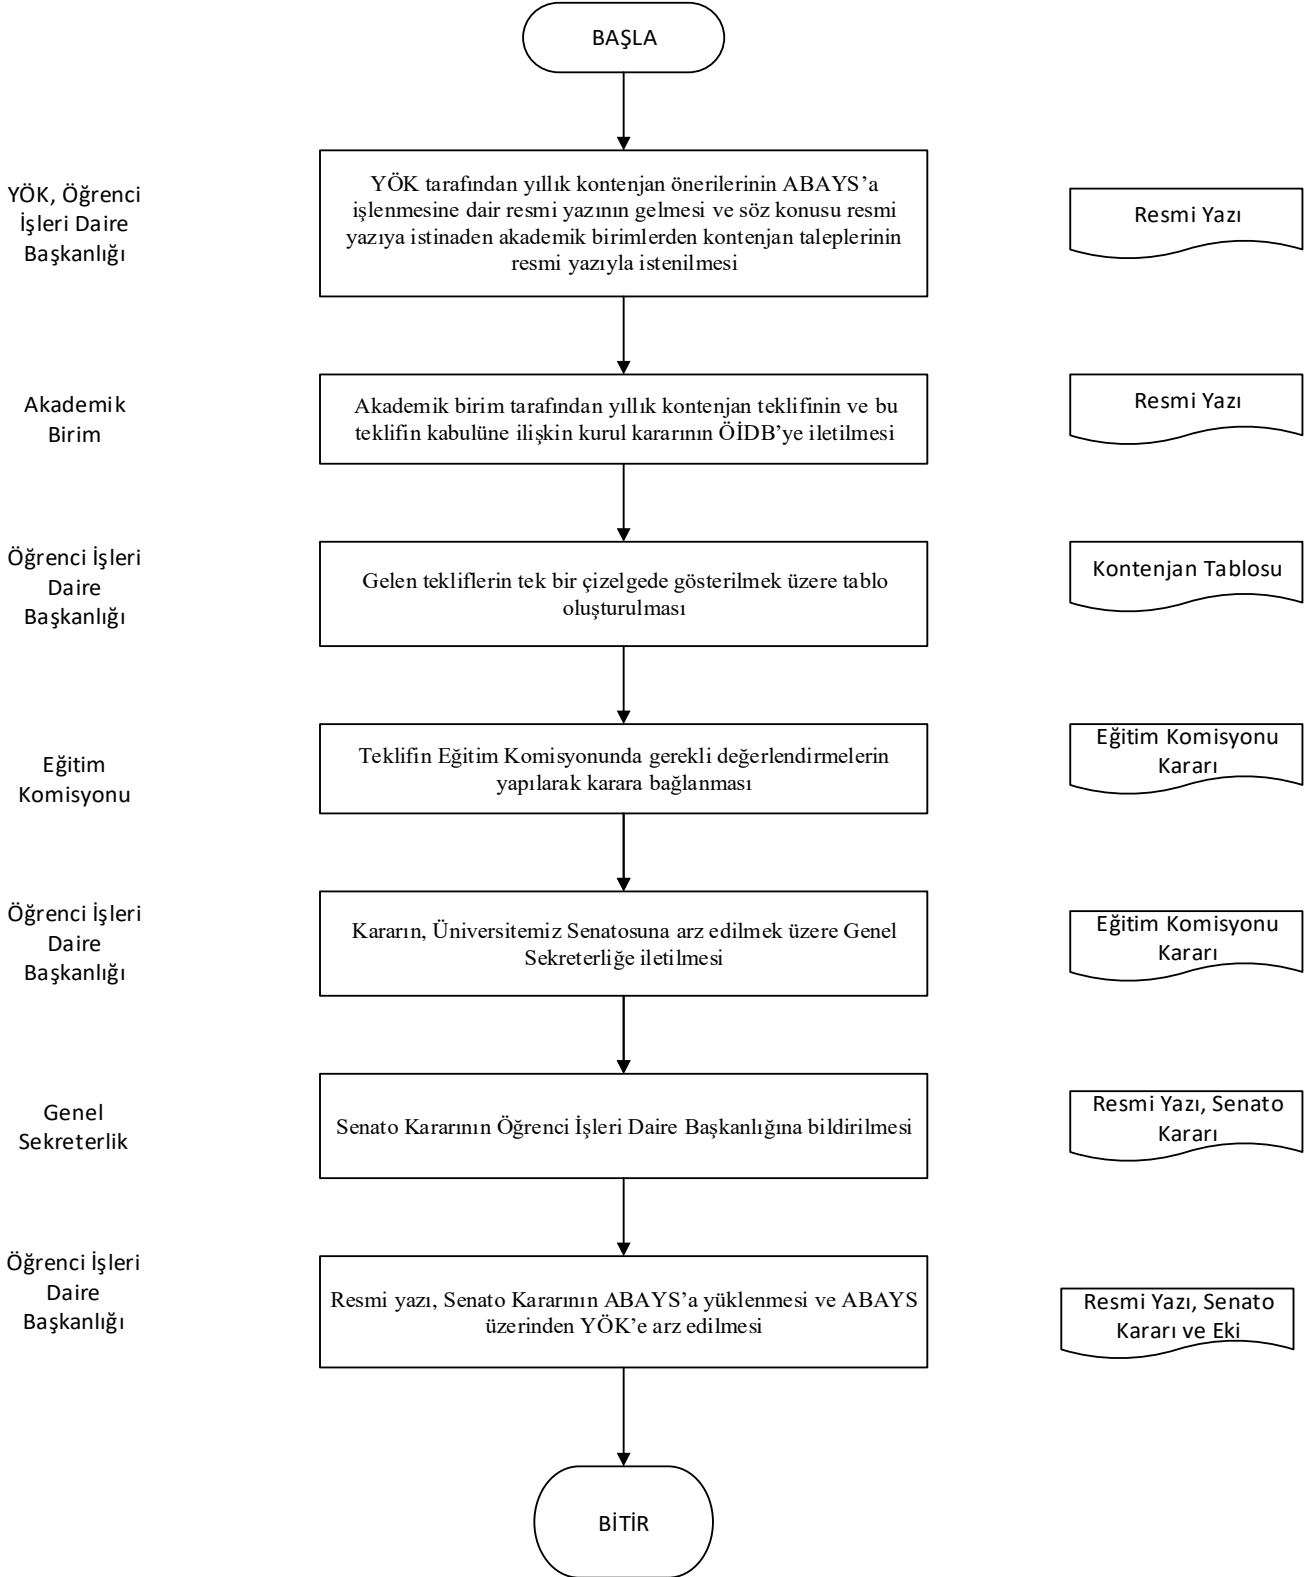 BAŞLA
YÖK, Öğrenci
İşleri Daire
Başkanlığı
YÖK tarafından yıllık kontenjan önerilerinin ABAYS’a
işlenmesine dair resmi yazının gelmesi ve söz konusu resmi
yazıya istinaden akademik birimlerden kontenjan taleplerinin
resmi yazıyla istenilmesi
Resmi Yazı
Akademik
Birim
Akademik birim tarafından yıllık kontenjan teklifinin ve bu
teklifin kabulüne ilişkin kurul kararının ÖİDB’ye iletilmesi
Resmi Yazı
Öğrenci İşleri
Daire
Başkanlığı
Gelen tekliflerin tek bir çizelgede gösterilmek üzere tablo
oluşturulması
Kontenjan Tablosu
Eğitim
Komisyonu
Teklifin Eğitim Komisyonunda gerekli değerlendirmelerin
yapılarak karara bağlanması
Eğitim Komisyonu
Kararı
Öğrenci İşleri
Daire
Başkanlığı
Kararın, Üniversitemiz Senatosuna arz edilmek üzere Genel
Sekreterliğe iletilmesi
Eğitim Komisyonu
Kararı
Genel
Sekreterlik
Senato Kararının Öğrenci İşleri Daire Başkanlığına bildirilmesi
Resmi Yazı, Senato
Kararı
Öğrenci İşleri
Daire
Başkanlığı
Resmi yazı, Senato Kararının ABAYS’a yüklenmesi ve ABAYS
üzerinden YÖK’e arz edilmesi
Resmi Yazı, Senato
Kararı ve Eki
BİTİR